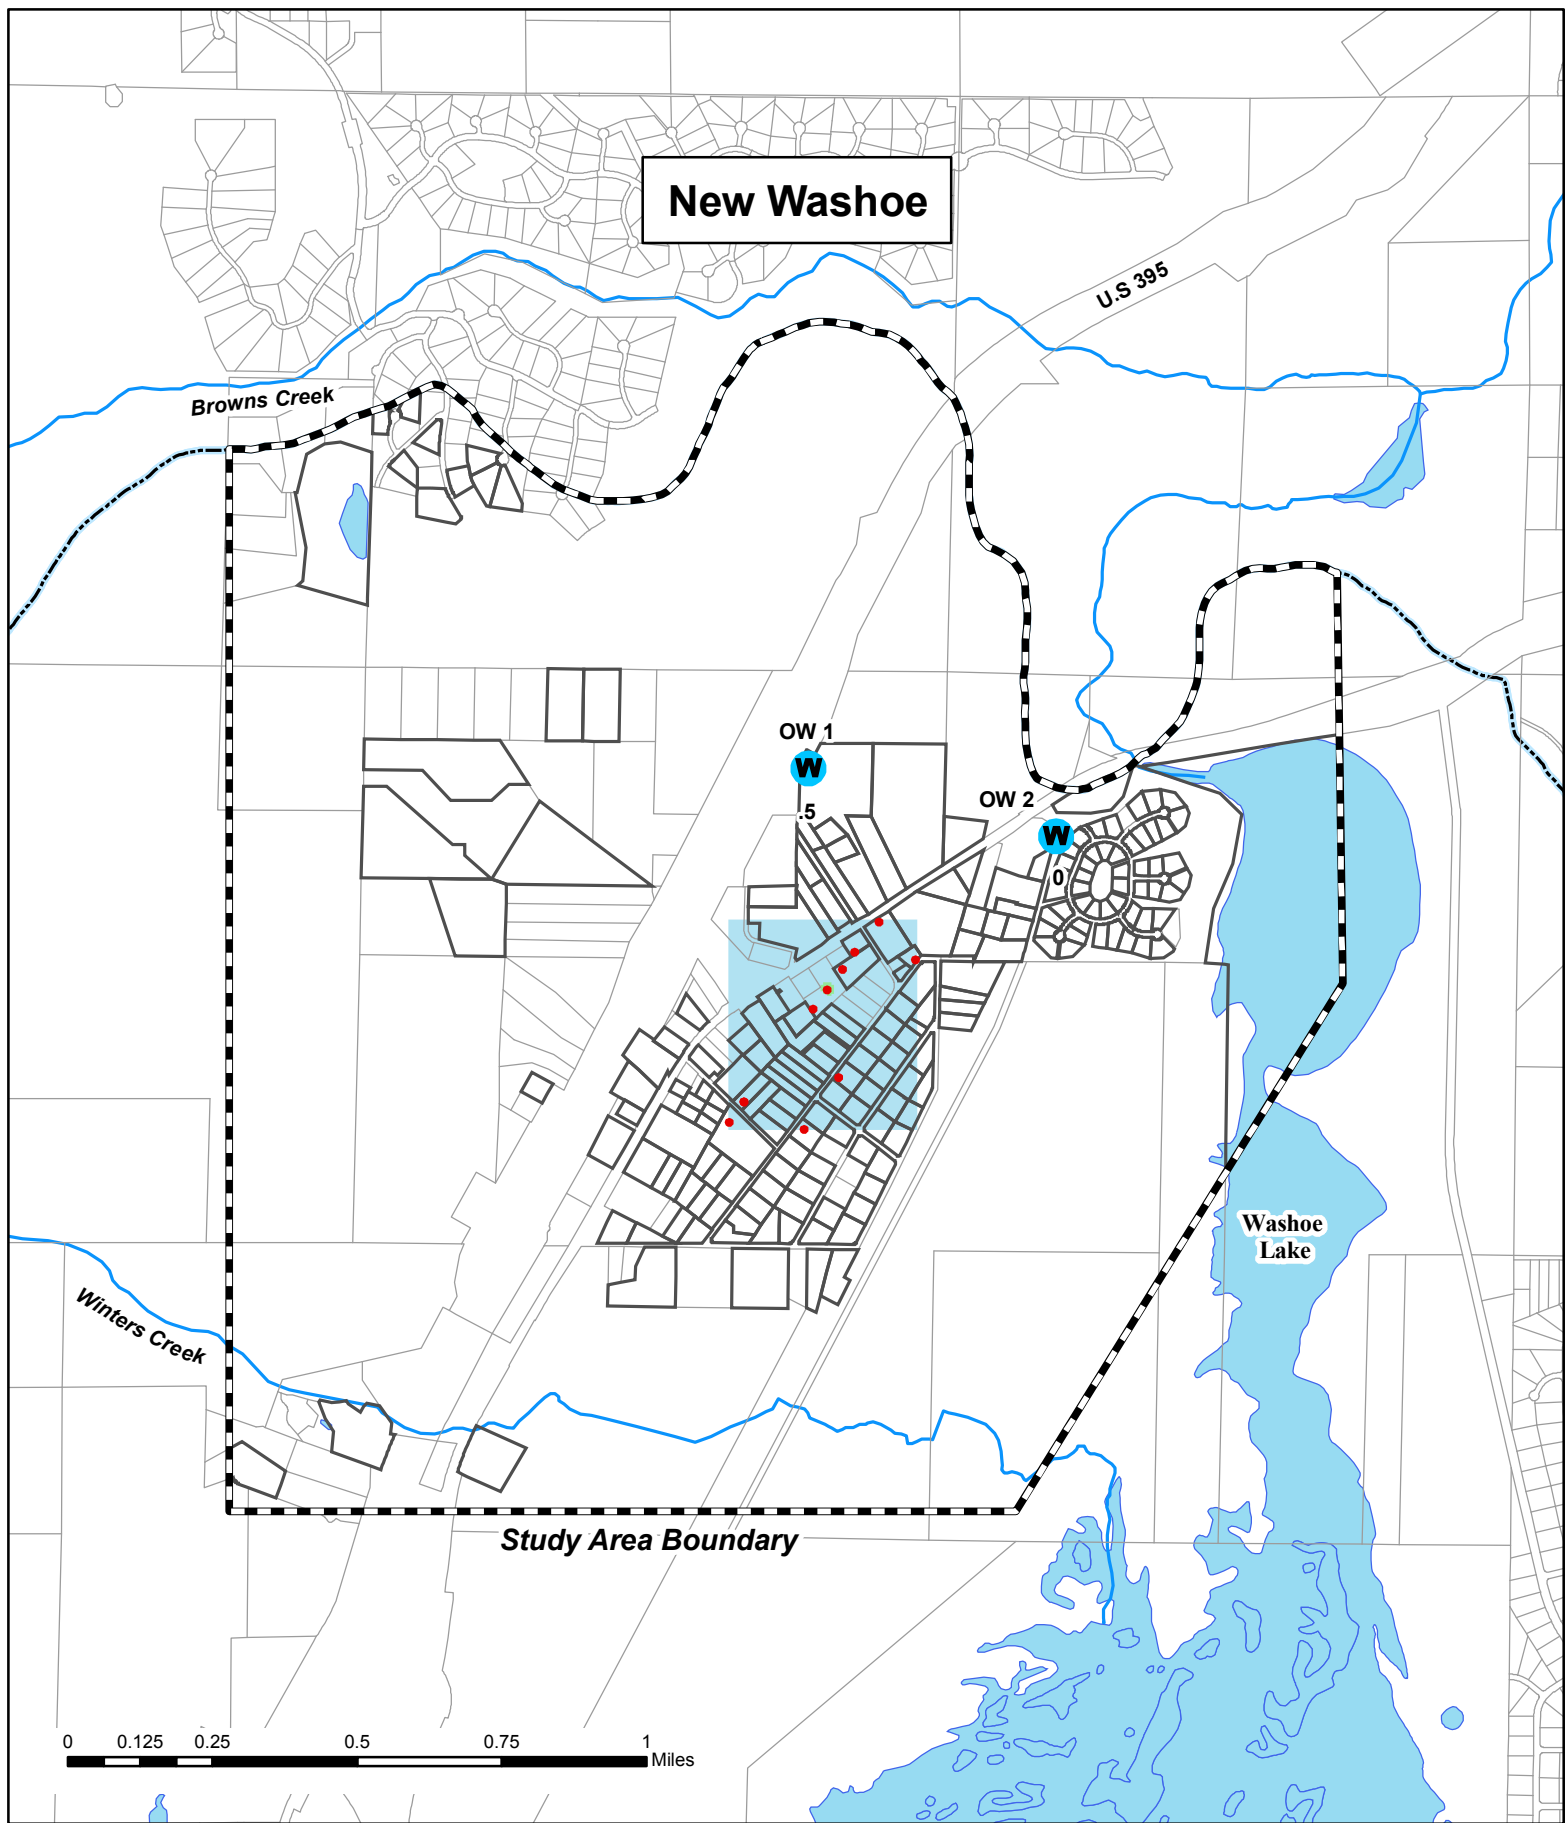 New Washoe
U.S 395
Browns Creek
OW 1
W
.5
OW 2
W
0
Washoe
Lake
Winters Creek
Study Area Boundary
0 0.125 0.25 0.5 0.75 1
Miles